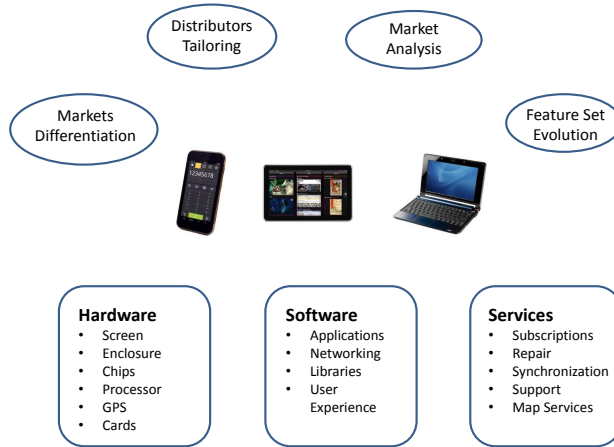 Distributors
Tailoring
Market
Analysis
Markets
Differentiation
Feature Set
Evolution
12345678
Hardware
• Screen
• Enclosure
• Chips
• Processor
• GPS
• Cards
Software
• Applications
• Networking
• Libraries
• User
Experience
Services
• Subscriptions
• Repair
• Synchronization
• Support
• Map Services